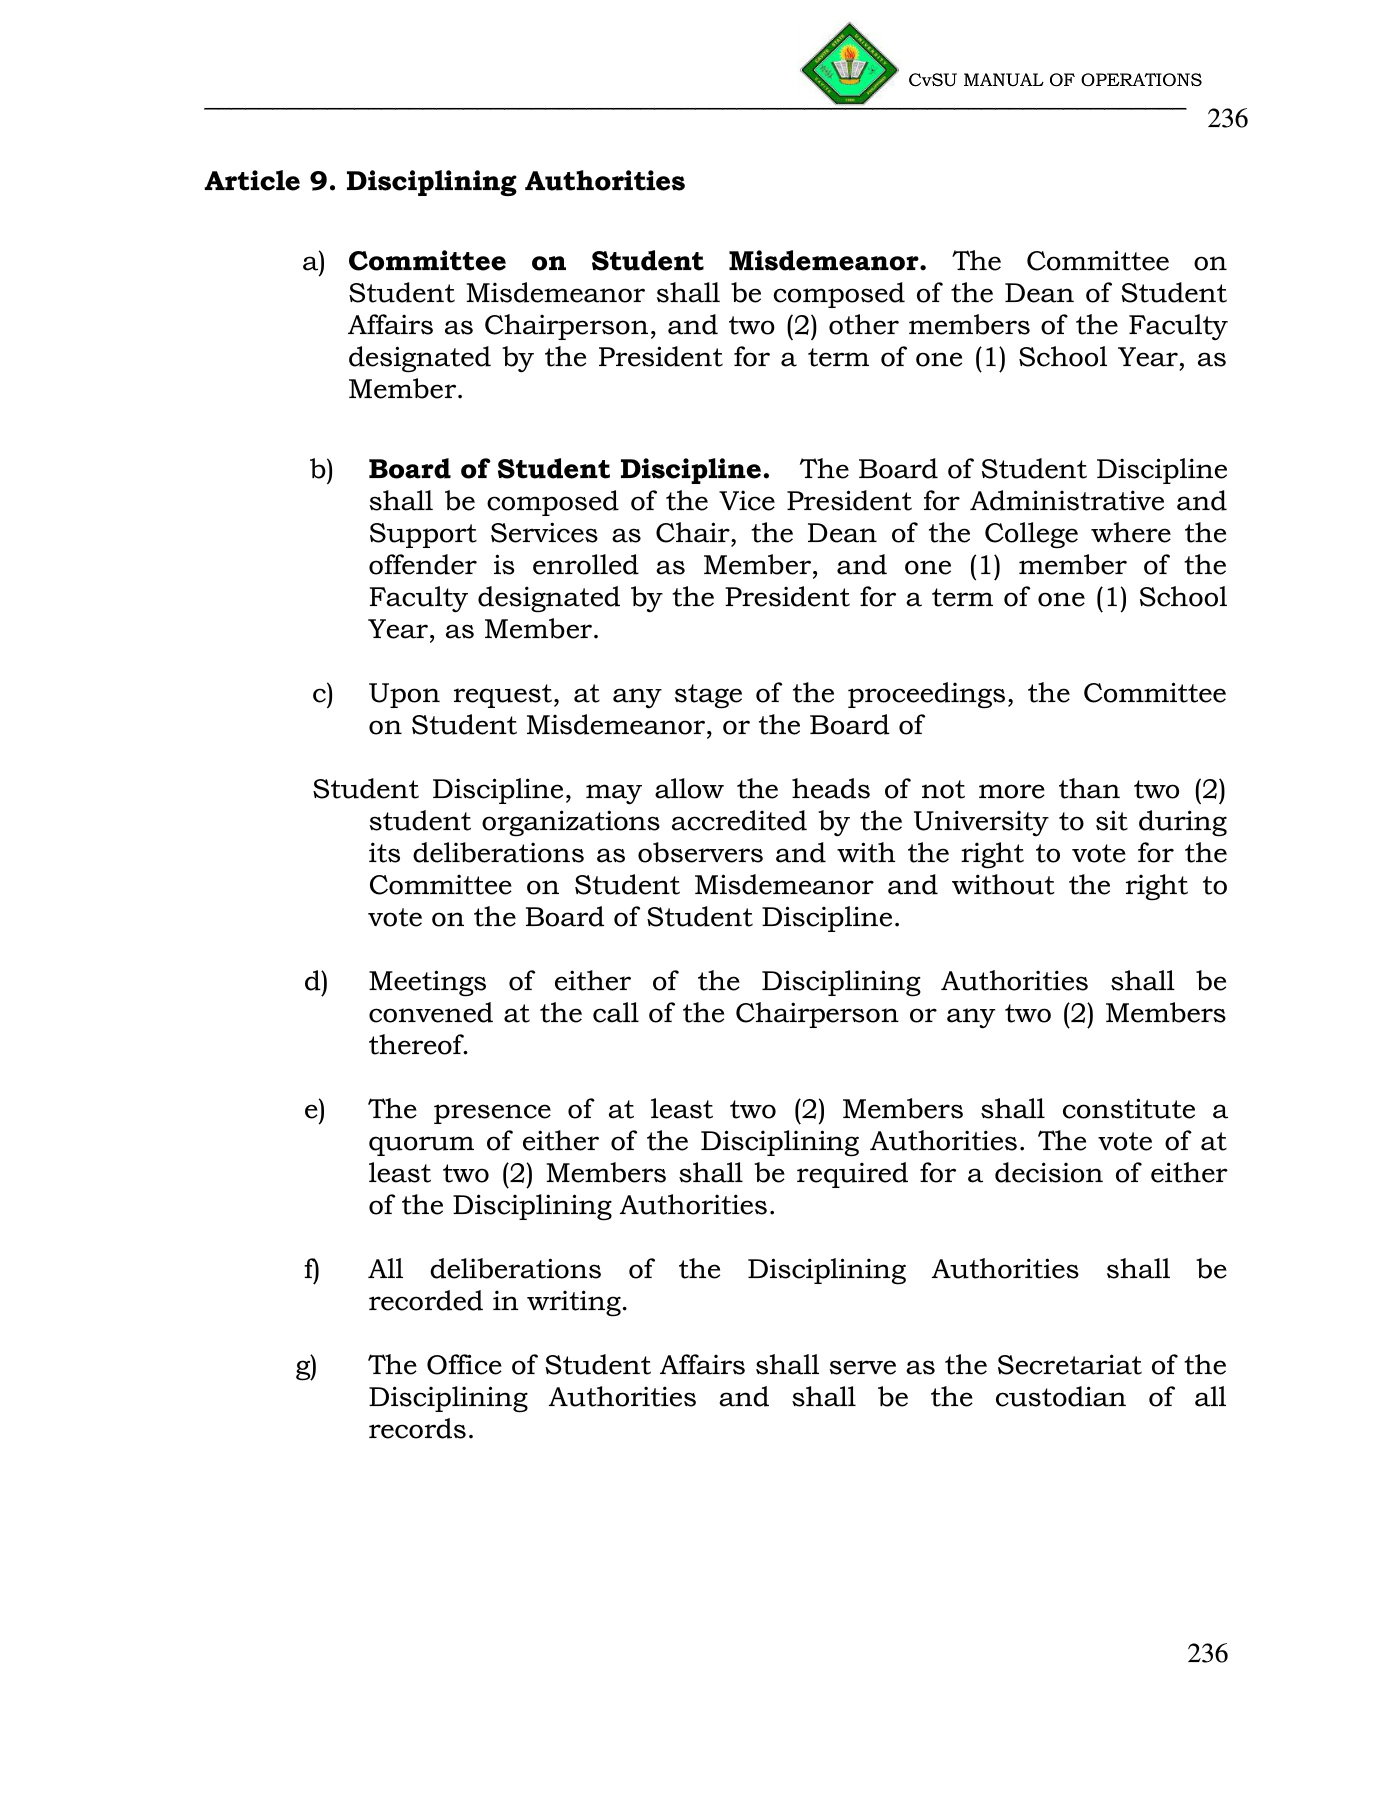 CvSU MANUAL OF OPERATIONS
236
Article 9. Disciplining Authorities
a) Committee on Student Misdemeanor. The Committee on
Student Misdemeanor shall be composed of the Dean of Student
Affairs as Chairperson, and two (2) other members of the Faculty
designated by the President for a term of one (1) School Year, as
Member.
b) Board of Student Discipline. The Board of Student Discipline
shall be composed of the Vice President for Administrative and
Support Services as Chair, the Dean of the College where the
offender is enrolled as Member, and one (1) member of the
Faculty designated by the President for a term of one (1) School
Year, as Member.
c) Upon request, at any stage of the proceedings, the Committee
on Student Misdemeanor, or the Board of
Student Discipline, may allow the heads of not more than two (2)
student organizations accredited by the University to sit during
its deliberations as observers and with the right to vote for the
Committee on Student Misdemeanor and without the right to
vote on the Board of Student Discipline.
d) Meetings of either of the Disciplining Authorities shall be
convened at the call of the Chairperson or any two (2) Members
thereof.
e) The presence of at least two (2) Members shall constitute a
quorum of either of the Disciplining Authorities. The vote of at
least two (2) Members shall be required for a decision of either
of the Disciplining Authorities.
f) All deliberations of the Disciplining Authorities shall be
recorded in writing.
g) The Office of Student Affairs shall serve as the Secretariat of the
Disciplining Authorities and shall be the custodian of all
records.
236